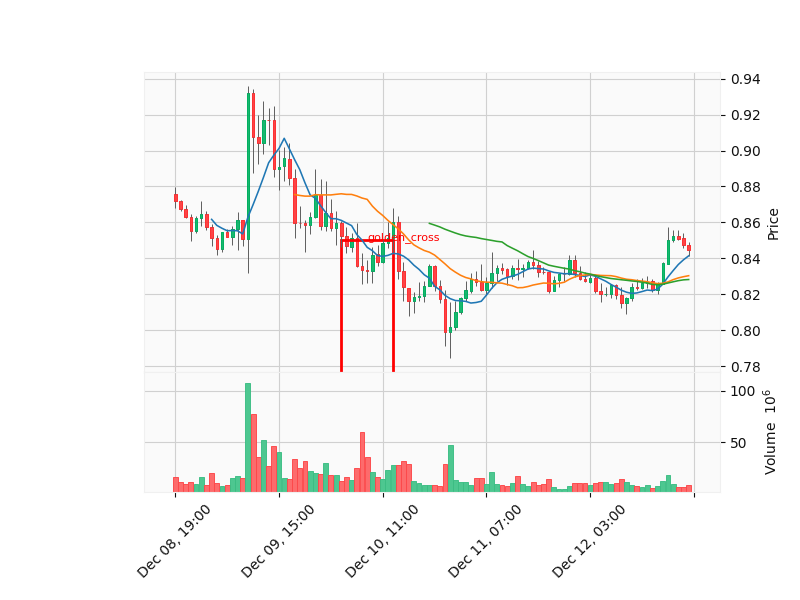 0.94
0.92
0.90
0.88
0.86
0.84
0.82
0.80
0.78
Price
golden_cross
100
50
Volume 10^6
Dec 08, 19:00
Dec 09, 15:00
Dec 10, 11:00
Dec 11, 07:00
Dec 12, 03:00